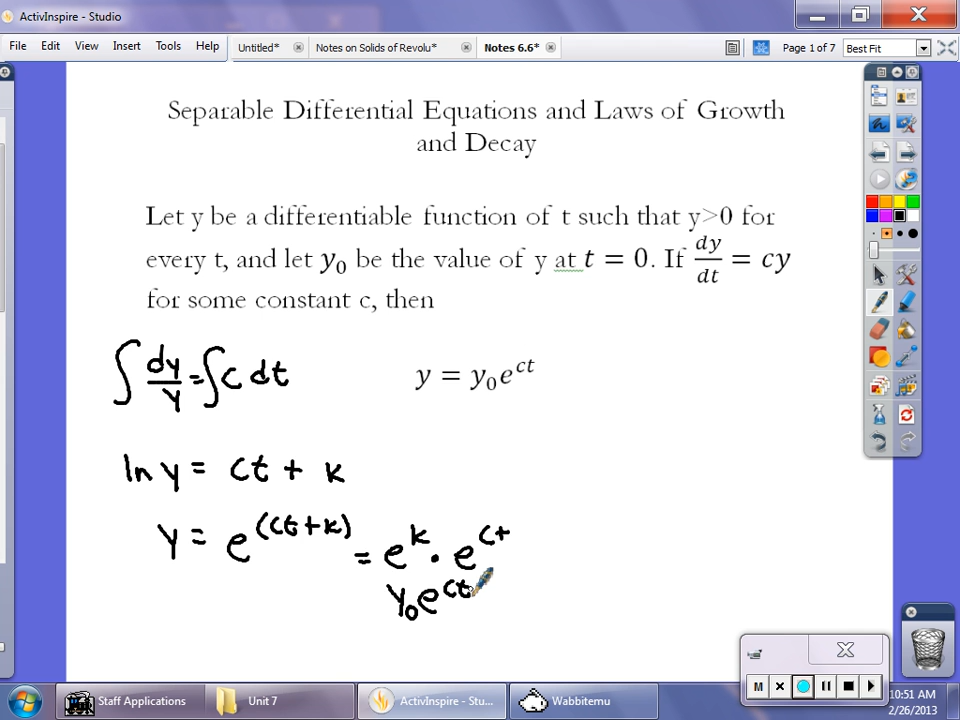 ActivInspire - Studio
File Edit View Insert Tools Help Untitled* Notes on Solids of Revolu* Notes 6.6* Page 1 of 7 Best Fit
Separable Differential Equations and Laws of Growth
and Decay
Let y be a differentiable function of t such that y>0 for
every t, and let y₀ be the value of y at t = 0. If dy/dt = cy
for some constant c, then
∫ dy/y = ∫ c dt
y = y₀e^(ct)
ln y = ct + k
y = e^(ct+k) = e^k · e^ct
y₀e^ct
M
Staff Applications Unit 7 ActivInspire - Stu... Wabbitemu
10:51 AM
2/26/2013